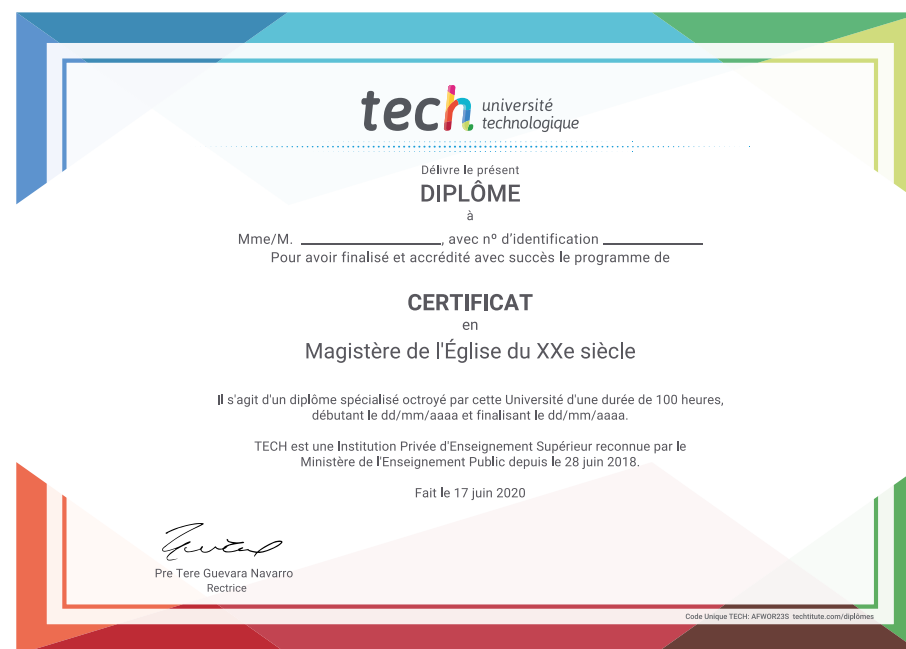 tech université
technologique
Délivre le présent
DIPLÔME
à
Mme/M. ____________________, avec nº d'identification ______________
Pour avoir finalisé et accrédité avec succès le programme de
CERTIFICAT
en
Magistère de l'Église du XXe siècle
Il s'agit d'un diplôme spécialisé octroyé par cette Université d'une durée de 100 heures,
débutant le dd/mm/aaaa et finalisant le dd/mm/aaaa.
TECH est une Institution Privée d'Enseignement Supérieur reconnue par le
Ministère de l'Enseignement Public depuis le 28 juin 2018.
Fait le 17 juin 2020
Pre Tere Guevara Navarro
Rectrice
Code Unique TECH: AFWOR23S techtitute.com/diplômes